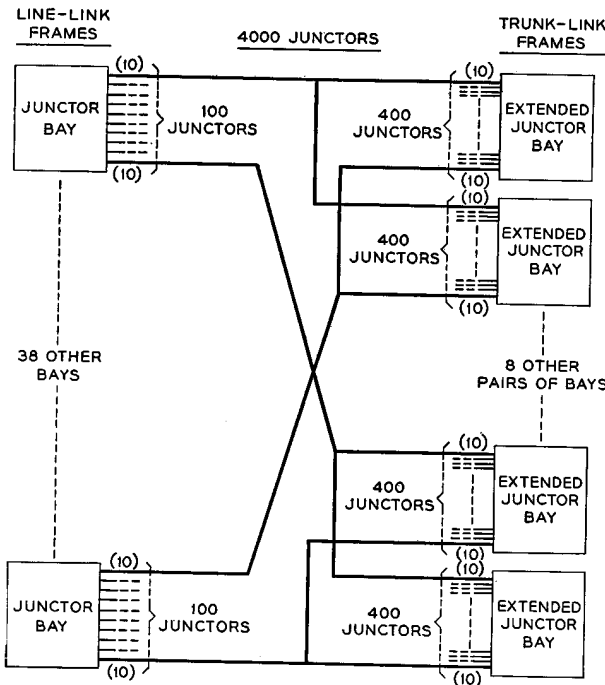 LINE-LINK
FRAMES
4000 JUNCTORS
TRUNK-LINK
FRAMES
(10)
JUNCTOR
BAY
100
JUNCTORS
(10)
(10)
400
JUNCTORS
(10)
EXTENDED
JUNCTOR
BAY
(10)
400
JUNCTORS
(10)
EXTENDED
JUNCTOR
BAY
38 OTHER
BAYS
8 OTHER
PAIRS OF BAYS
(10)
400
JUNCTORS
(10)
EXTENDED
JUNCTOR
BAY
(10)
JUNCTOR
BAY
100
JUNCTORS
(10)
(10)
400
JUNCTORS
(10)
EXTENDED
JUNCTOR
BAY